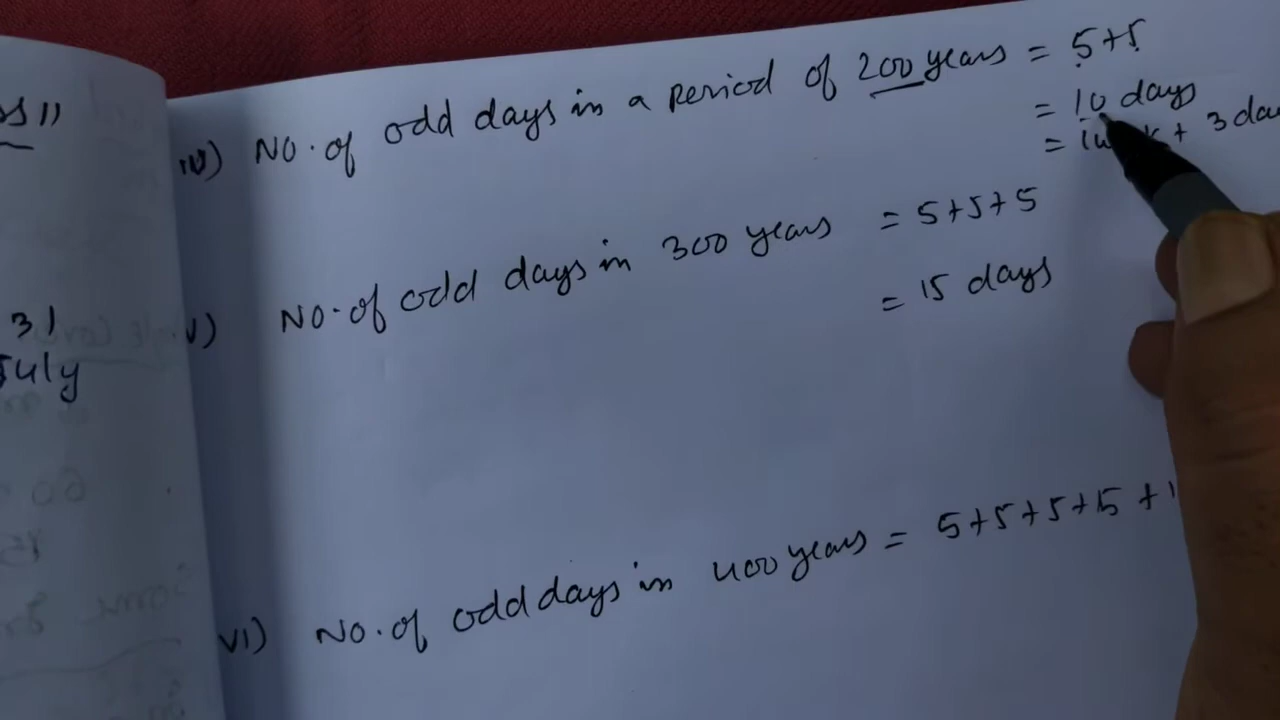 31
July
iv) No. of odd days in a period of 200 years = 5+5
= 10 days
= + 3
v) No. of odd days in 300 years = 5+5+5
= 15 days
vi) No. of odd days in 400 years = 5+5+5+5 + 1